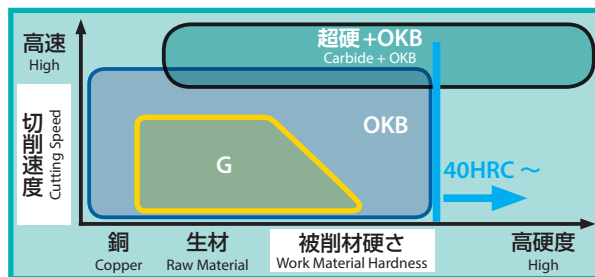 高速
High
超硬+OKB
Carbide + OKB
切削速度
Cutting Speed
OKB
G
40HRC ～
銅
Copper
生材
Raw Material
被削材硬さ
Work Material Hardness
高硬度
High